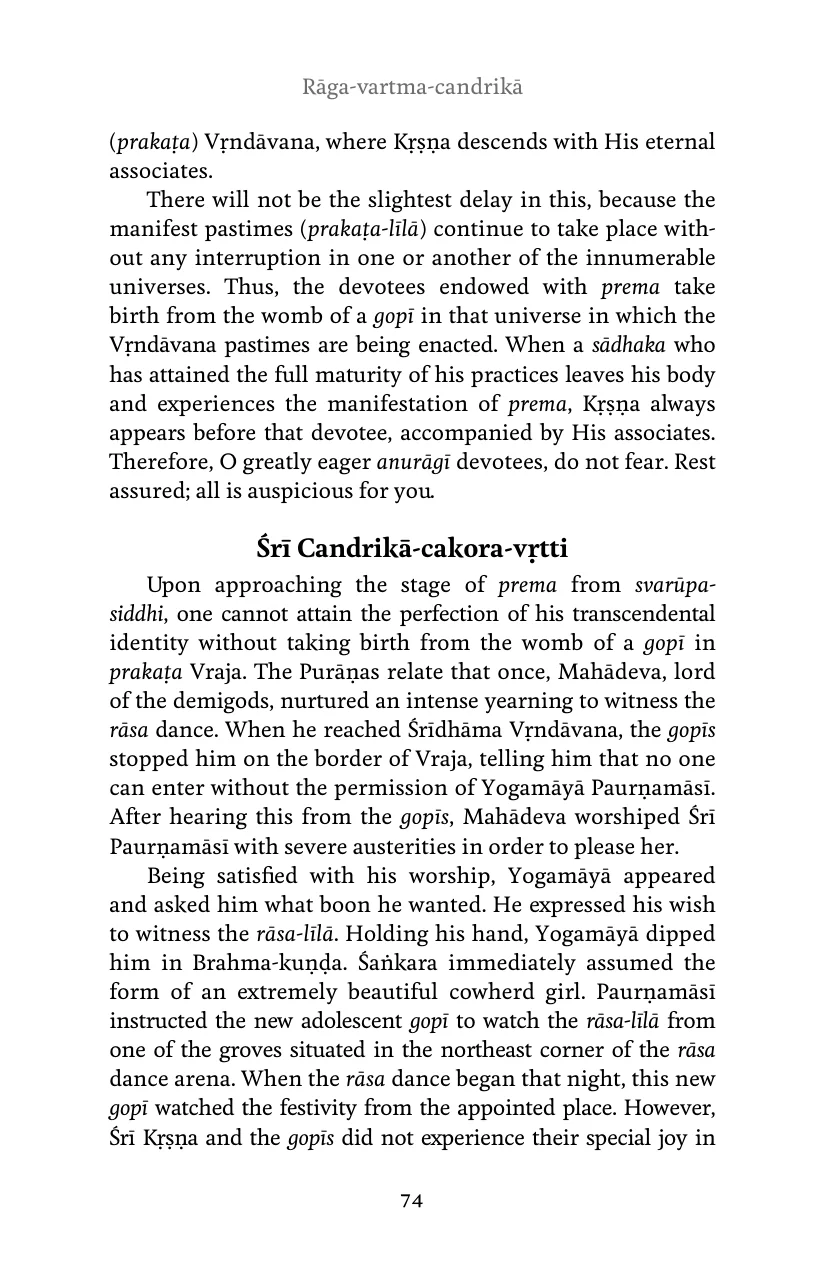 Rāga-vartma-candrikā
(prakaṭa) Vṛndāvana, where Kṛṣṇa descends with His eternal
associates.
There will not be the slightest delay in this, because the
manifest pastimes (prakaṭa-līlā) continue to take place with-
out any interruption in one or another of the innumerable
universes. Thus, the devotees endowed with prema take
birth from the womb of a gopī in that universe in which the
Vṛndāvana pastimes are being enacted. When a sādhaka who
has attained the full maturity of his practices leaves his body
and experiences the manifestation of prema, Kṛṣṇa always
appears before that devotee, accompanied by His associates.
Therefore, O greatly eager anurāgī devotees, do not fear. Rest
assured; all is auspicious for you.
Śrī Candrikā-cakora-vṛtti
Upon approaching the stage of prema from svarūpa-
siddhi, one cannot attain the perfection of his transcendental
identity without taking birth from the womb of a gopī in
prakaṭa Vraja. The Purāṇas relate that once, Mahādeva, lord
of the demigods, nurtured an intense yearning to witness the
rāsa dance. When he reached Śrīdhāma Vṛndāvana, the gopīs
stopped him on the border of Vraja, telling him that no one
can enter without the permission of Yogamāyā Paurṇamāsī.
After hearing this from the gopīs, Mahādeva worshiped Śrī
Paurṇamāsī with severe austerities in order to please her.
Being satisfied with his worship, Yogamāyā appeared
and asked him what boon he wanted. He expressed his wish
to witness the rāsa-līlā. Holding his hand, Yogamāyā dipped
him in Brahma-kuṇḍa. Śaṅkara immediately assumed the
form of an extremely beautiful cowherd girl. Paurṇamāsī
instructed the new adolescent gopī to watch the rāsa-līlā from
one of the groves situated in the northeast corner of the rāsa
dance arena. When the rāsa dance began that night, this new
gopī watched the festivity from the appointed place. However,
Śrī Kṛṣṇa and the gopīs did not experience their special joy in
74